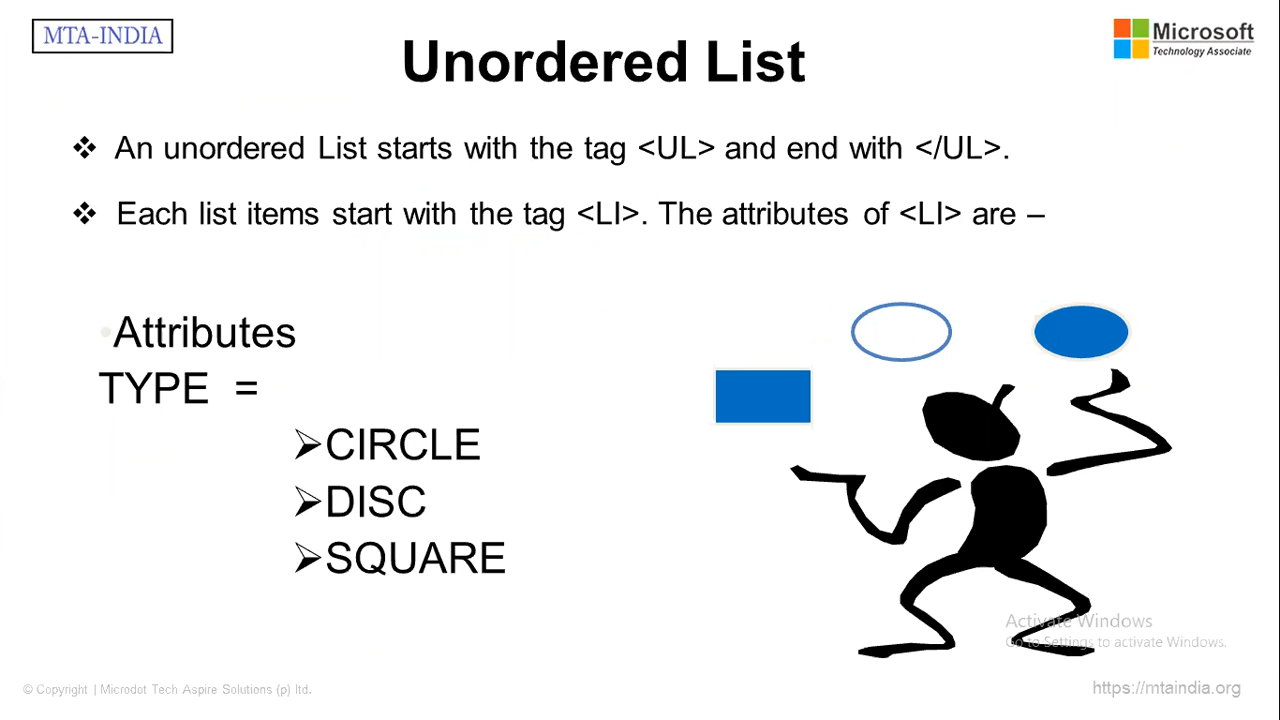 MTA-INDIA
Microsoft
Technology Associate
Unordered List
❖ An unordered List starts with the tag <UL> and end with </UL>.
❖ Each list items start with the tag <LI>. The attributes of <LI> are –
•Attributes
TYPE =
➢CIRCLE
➢DISC
➢SQUARE
Activate Windows
Go to Settings to activate Windows.
© Copyright | Microdot Tech Aspire Solutions (p) ltd.
https://mtaindia.org